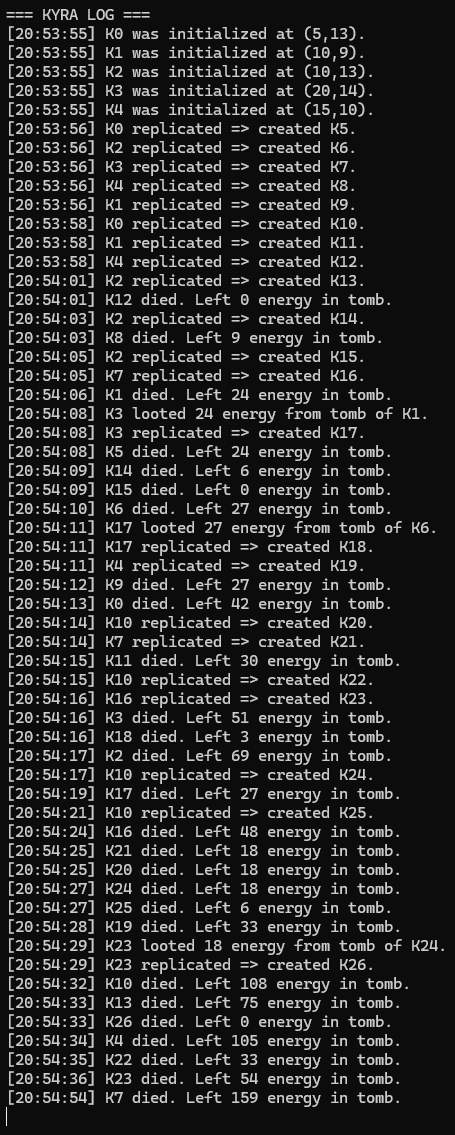 === KYRA LOG ===
[20:53:55] K0 was initialized at (5,13).
[20:53:55] K1 was initialized at (10,9).
[20:53:55] K2 was initialized at (10,13).
[20:53:55] K3 was initialized at (20,14).
[20:53:55] K4 was initialized at (15,10).
[20:53:56] K0 replicated => created K5.
[20:53:56] K2 replicated => created K6.
[20:53:56] K3 replicated => created K7.
[20:53:56] K4 replicated => created K8.
[20:53:56] K1 replicated => created K9.
[20:53:58] K0 replicated => created K10.
[20:53:58] K1 replicated => created K11.
[20:53:58] K4 replicated => created K12.
[20:54:01] K2 replicated => created K13.
[20:54:01] K12 died. Left 0 energy in tomb.
[20:54:03] K2 replicated => created K14.
[20:54:03] K8 died. Left 9 energy in tomb.
[20:54:05] K2 replicated => created K15.
[20:54:05] K7 replicated => created K16.
[20:54:06] K1 died. Left 24 energy in tomb.
[20:54:08] K3 looted 24 energy from tomb of K1.
[20:54:08] K3 replicated => created K17.
[20:54:08] K5 died. Left 24 energy in tomb.
[20:54:09] K14 died. Left 6 energy in tomb.
[20:54:09] K15 died. Left 0 energy in tomb.
[20:54:10] K6 died. Left 27 energy in tomb.
[20:54:11] K17 looted 27 energy from tomb of K6.
[20:54:11] K17 replicated => created K18.
[20:54:11] K4 replicated => created K19.
[20:54:12] K9 died. Left 27 energy in tomb.
[20:54:13] K0 died. Left 42 energy in tomb.
[20:54:14] K10 replicated => created K20.
[20:54:14] K7 replicated => created K21.
[20:54:15] K11 died. Left 30 energy in tomb.
[20:54:15] K10 replicated => created K22.
[20:54:16] K16 replicated => created K23.
[20:54:16] K3 died. Left 51 energy in tomb.
[20:54:16] K18 died. Left 3 energy in tomb.
[20:54:17] K2 died. Left 69 energy in tomb.
[20:54:17] K10 replicated => created K24.
[20:54:19] K17 died. Left 27 energy in tomb.
[20:54:21] K10 replicated => created K25.
[20:54:24] K16 died. Left 48 energy in tomb.
[20:54:25] K21 died. Left 18 energy in tomb.
[20:54:25] K20 died. Left 18 energy in tomb.
[20:54:27] K24 died. Left 18 energy in tomb.
[20:54:27] K25 died. Left 6 energy in tomb.
[20:54:28] K19 died. Left 33 energy in tomb.
[20:54:29] K23 looted 18 energy from tomb of K24.
[20:54:29] K23 replicated => created K26.
[20:54:32] K10 died. Left 108 energy in tomb.
[20:54:33] K13 died. Left 75 energy in tomb.
[20:54:33] K26 died. Left 0 energy in tomb.
[20:54:34] K4 died. Left 105 energy in tomb.
[20:54:35] K22 died. Left 33 energy in tomb.
[20:54:36] K23 died. Left 54 energy in tomb.
[20:54:54] K7 died. Left 159 energy in tomb.